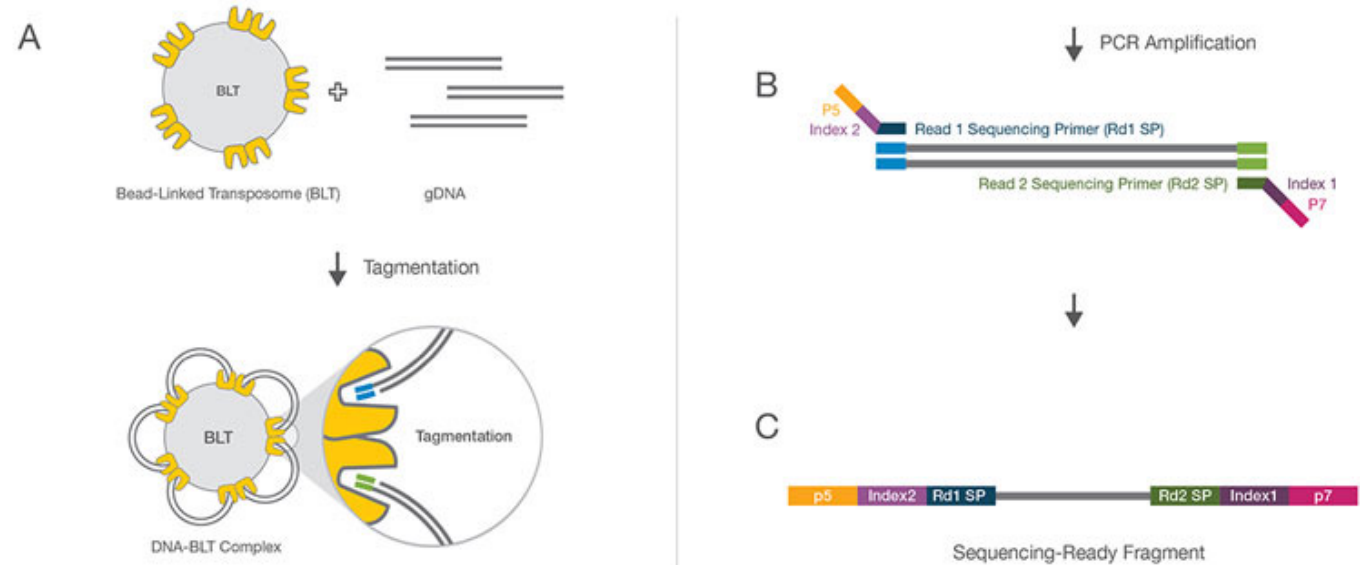 A
BLT
Bead-Linked Transposome (BLT)
gDNA
Tagmentation
BLT
Tagmentation
DNA-BLT Complex
PCR Amplification
B
P5
Index 2
Read 1 Sequencing Primer (Rd1 SP)
Read 2 Sequencing Primer (Rd2 SP)
Index 1
P7
C
p5 Index2 Rd1 SP Rd2 SP Index1 p7
Sequencing-Ready Fragment